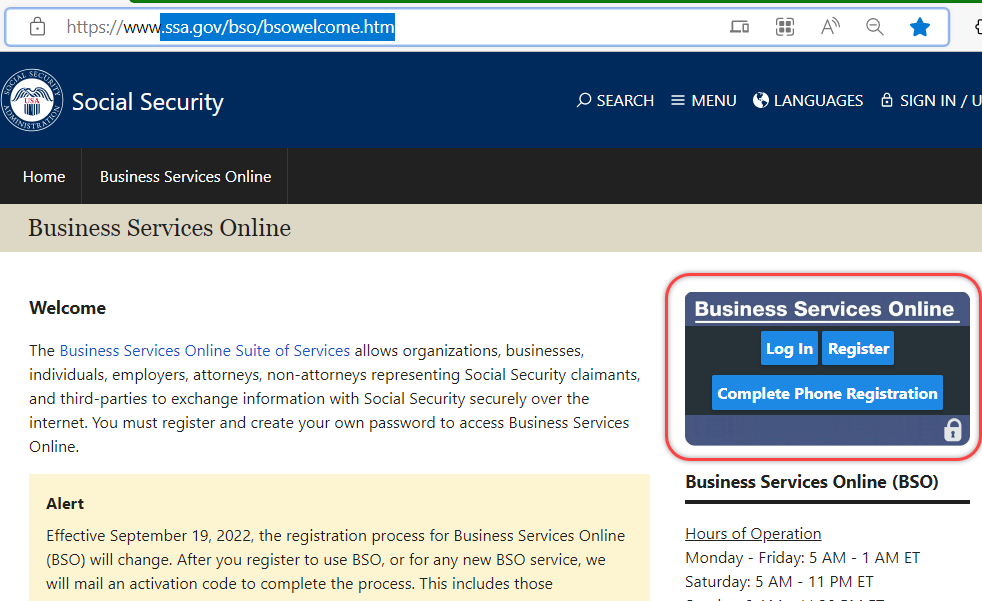 https://www.ssa.gov/bso/bsowelcome.htm
SOCIAL SECURITY ADMINISTRATION
USA
Social Security
SEARCH MENU LANGUAGES SIGN IN / U
Home Business Services Online
Business Services Online
Welcome
The Business Services Online Suite of Services allows organizations, businesses,
individuals, employers, attorneys, non-attorneys representing Social Security claimants,
and third-parties to exchange information with Social Security securely over the
internet. You must register and create your own password to access Business Services
Online.
Alert
Effective September 19, 2022, the registration process for Business Services Online
(BSO) will change. After you register to use BSO, or for any new BSO service, we
will mail an activation code to complete the process. This includes those
Business Services Online
Log In Register
Complete Phone Registration
Business Services Online (BSO)
Hours of Operation
Monday - Friday: 5 AM - 1 AM ET
Saturday: 5 AM - 11 PM ET